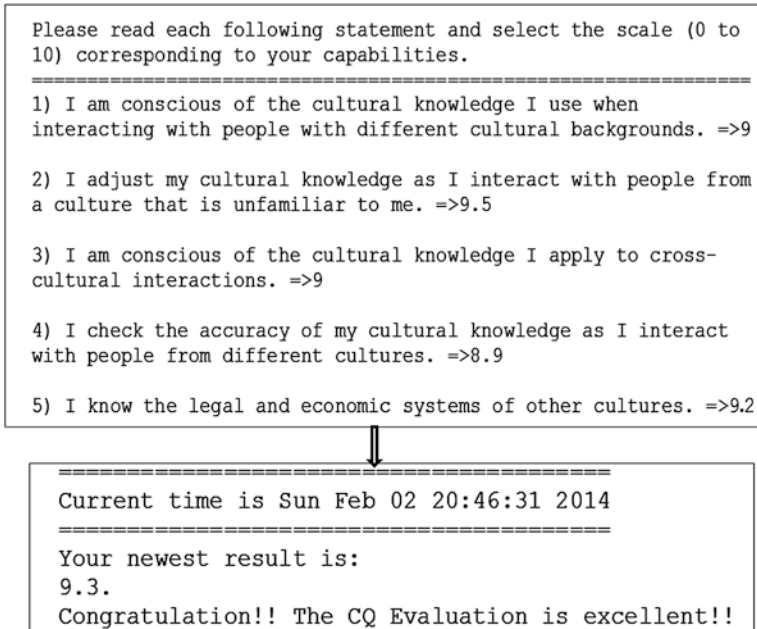 Please read each following statement and select the scale (0 to
10) corresponding to your capabilities.
==================================================================
1) I am conscious of the cultural knowledge I use when
interacting with people with different cultural backgrounds. =>9
2) I adjust my cultural knowledge as I interact with people from
a culture that is unfamiliar to me. =>9.5
3) I am conscious of the cultural knowledge I apply to cross-
cultural interactions. =>9
4) I check the accuracy of my cultural knowledge as I interact
with people from different cultures. =>8.9
5) I know the legal and economic systems of other cultures. =>9.2
========================================
Current time is Sun Feb 02 20:46:31 2014
========================================
Your newest result is:
9.3.
Congratulation!! The CQ Evaluation is excellent!!